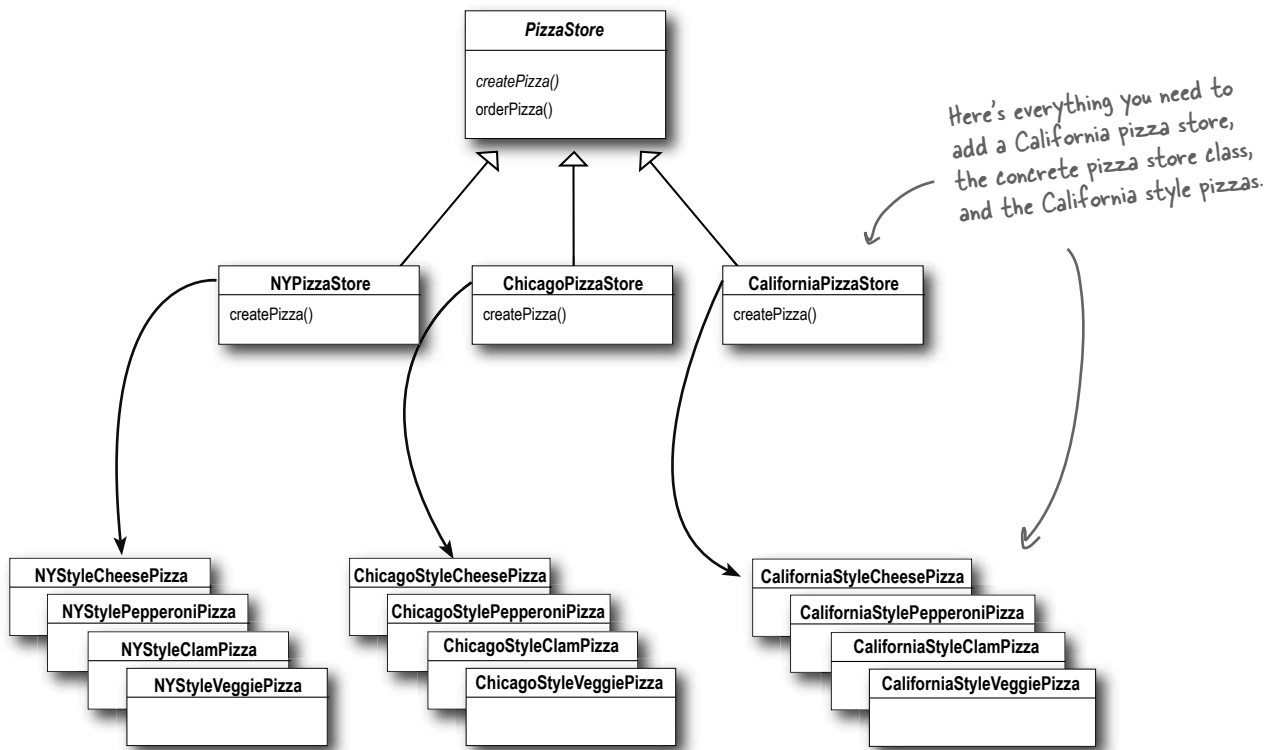 PizzaStore
createPizza()
orderPizza()
Here's everything you need to
add a California pizza store,
the concrete pizza store class,
and the California style pizzas.
NYPizzaStore
createPizza()
ChicagoPizzaStore
createPizza()
CaliforniaPizzaStore
createPizza()
NYStyleCheesePizza
NYStylePepperoniPizza
NYStyleClamPizza
NYStyleVeggiePizza
ChicagoStyleCheesePizza
ChicagoStylePepperoniPizza
ChicagoStyleClamPizza
ChicagoStyleVeggiePizza
CaliforniaStyleCheesePizza
CaliforniaStylePepperoniPizza
CaliforniaStyleClamPizza
CaliforniaStyleVeggiePizza